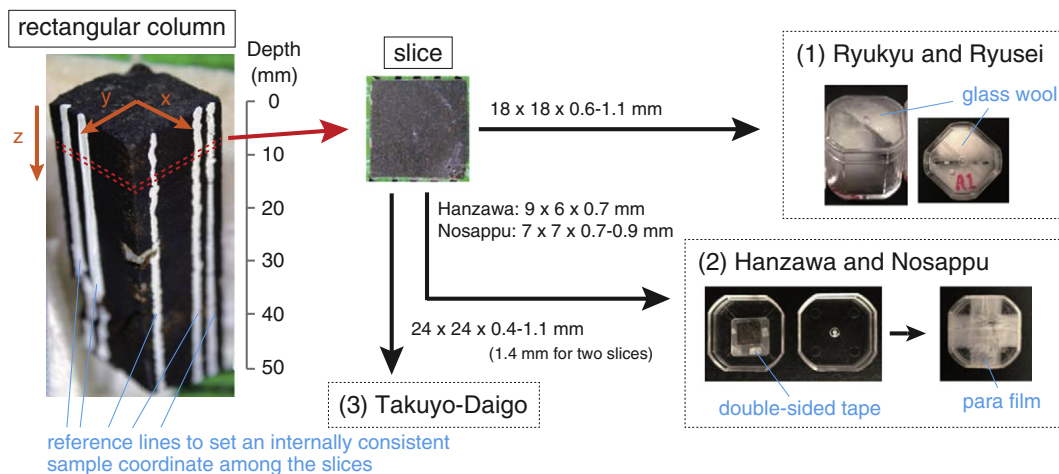 rectangular column
Depth
(mm)
0
10
20
30
40
50
x
y
z
reference lines to set an internally consistent
sample coordinate among the slices
slice
18 x 18 x 0.6-1.1 mm
Hanzawa: 9 x 6 x 0.7 mm
Nosappu: 7 x 7 x 0.7-0.9 mm
24 x 24 x 0.4-1.1 mm
(1.4 mm for two slices)
(3) Takuyo-Daigo
(1) Ryukyu and Ryusei
glass wool
A1
(2) Hanzawa and Nosappu
double-sided tape
para film